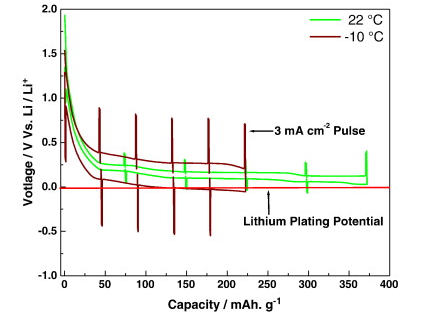 2.0
22 °C
-10 °C
1.5
1.0
3 mA cm-2 Pulse
0.5
0.0
Lithium Plating Potential
-0.5
-1.0
0 50 100 150 200 250 300 350 400
Capacity / mAh. g-1
Votlage / V Vs. Li / Li+